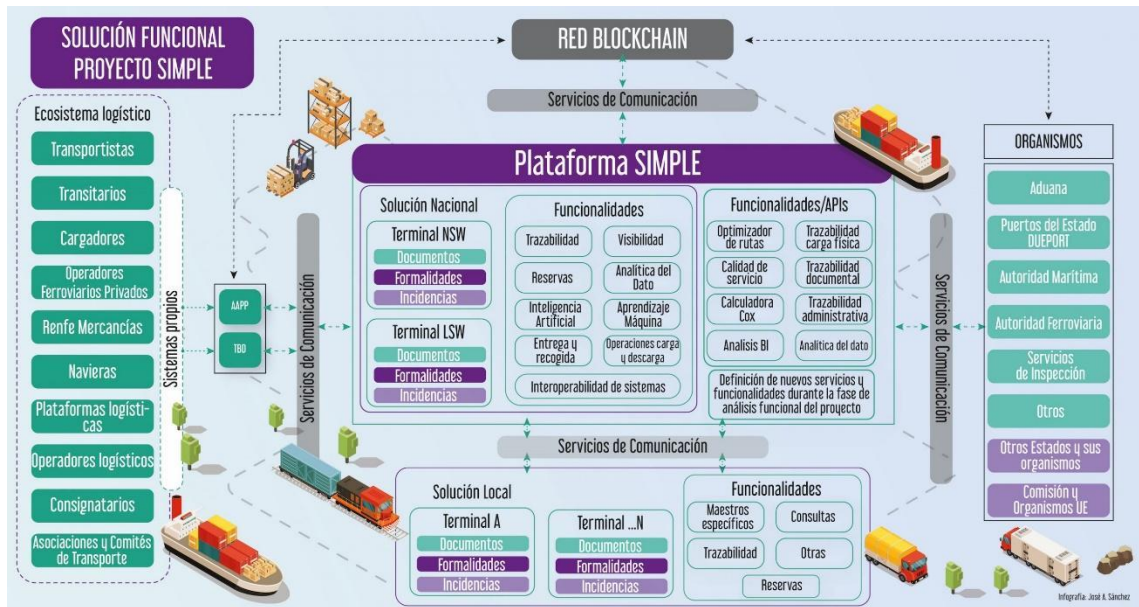 SOLUCIÓN FUNCIONAL
PROYECTO SIMPLE
RED BLOCKCHAIN
Servicios de Comunicación
Ecosistema logístico
Transportistas
Transitarios
Cargadores
Operadores
Ferroviarios Privados
Renfe Mercancías
Navieras
Plataformas logísti-
cas
Operadores logísticos
Consignatarios
Asociaciones y Comités
de Transporte
Sistemas propios
AAPP
TBD
Servicios de Comunicación
Plataforma SIMPLE
Solución Nacional
Terminal NSW
Documentos
Formalidades
Incidencias
Terminal LSW
Documentos
Formalidades
Incidencias
Funcionalidades
Trazabilidad
Visibilidad
Reservas
Analítica del
Dato
Inteligencia
Artificial
Aprendizaje
Máquina
Entrega y
recogida
Operaciones carga
y descarga
Interoperabilidad de sistemas
Funcionalidades/APIs
Optimizador
de rutas
Trazabilidad
carga física
Calidad de
servicio
Trazabilidad
documental
Calculadora
Cox
Trazabilidad
administrativa
Analisis BI
Analítica del dato
Definición de nuevos servicios y
funcionalidades durante la fase de
análisis funcional del proyecto
Servicios de Comunicación
Servicios de Comunicación
Solución Local
Terminal A
Documentos
Formalidades
Incidencias
Terminal ...N
Documentos
Formalidades
Incidencias
Funcionalidades
Maestros
específicos
Consultas
Trazabilidad
Otras
Reservas
ORGANISMOS
Aduana
Puertos del Estado
DUEPORT
Autoridad Marítima
Autoridad Ferroviaria
Servicios
de Inspección
Otros
Otros Estados y sus
organismos
Comisión y
Organismos UE
Infografía: José A. Sánchez